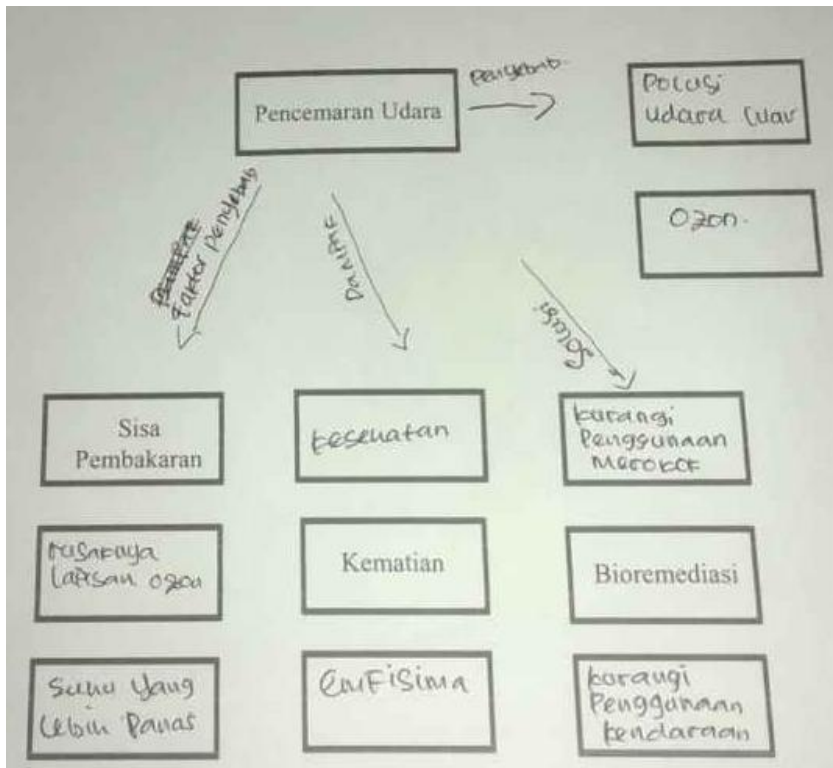 Pencemaran Udara
Penyebab.
Polusi
Udara luar
Ozon.
Faktor Penyebab
Dampak
Solusi
Sisa
Pembakaran
kesehatan
kurangi
Penggunaan
Merokok
rusaknya
lapisan ozon
Kematian
Bioremediasi
Suhu yang
lebih Panas
Emfisima
kurangi
Penggunaan
kendaraan